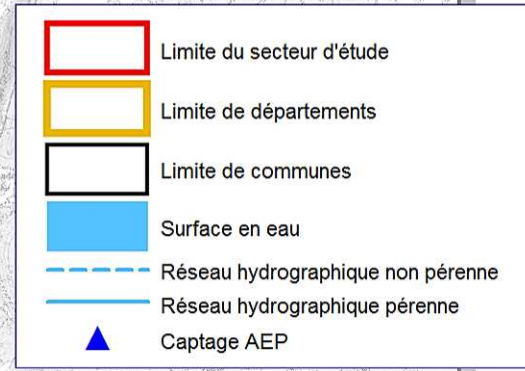 Limite du secteur d'étude
Limite de départements
Limite de communes
Surface en eau
Réseau hydrographique non pérenne
Réseau hydrographique pérenne
Captage AEP